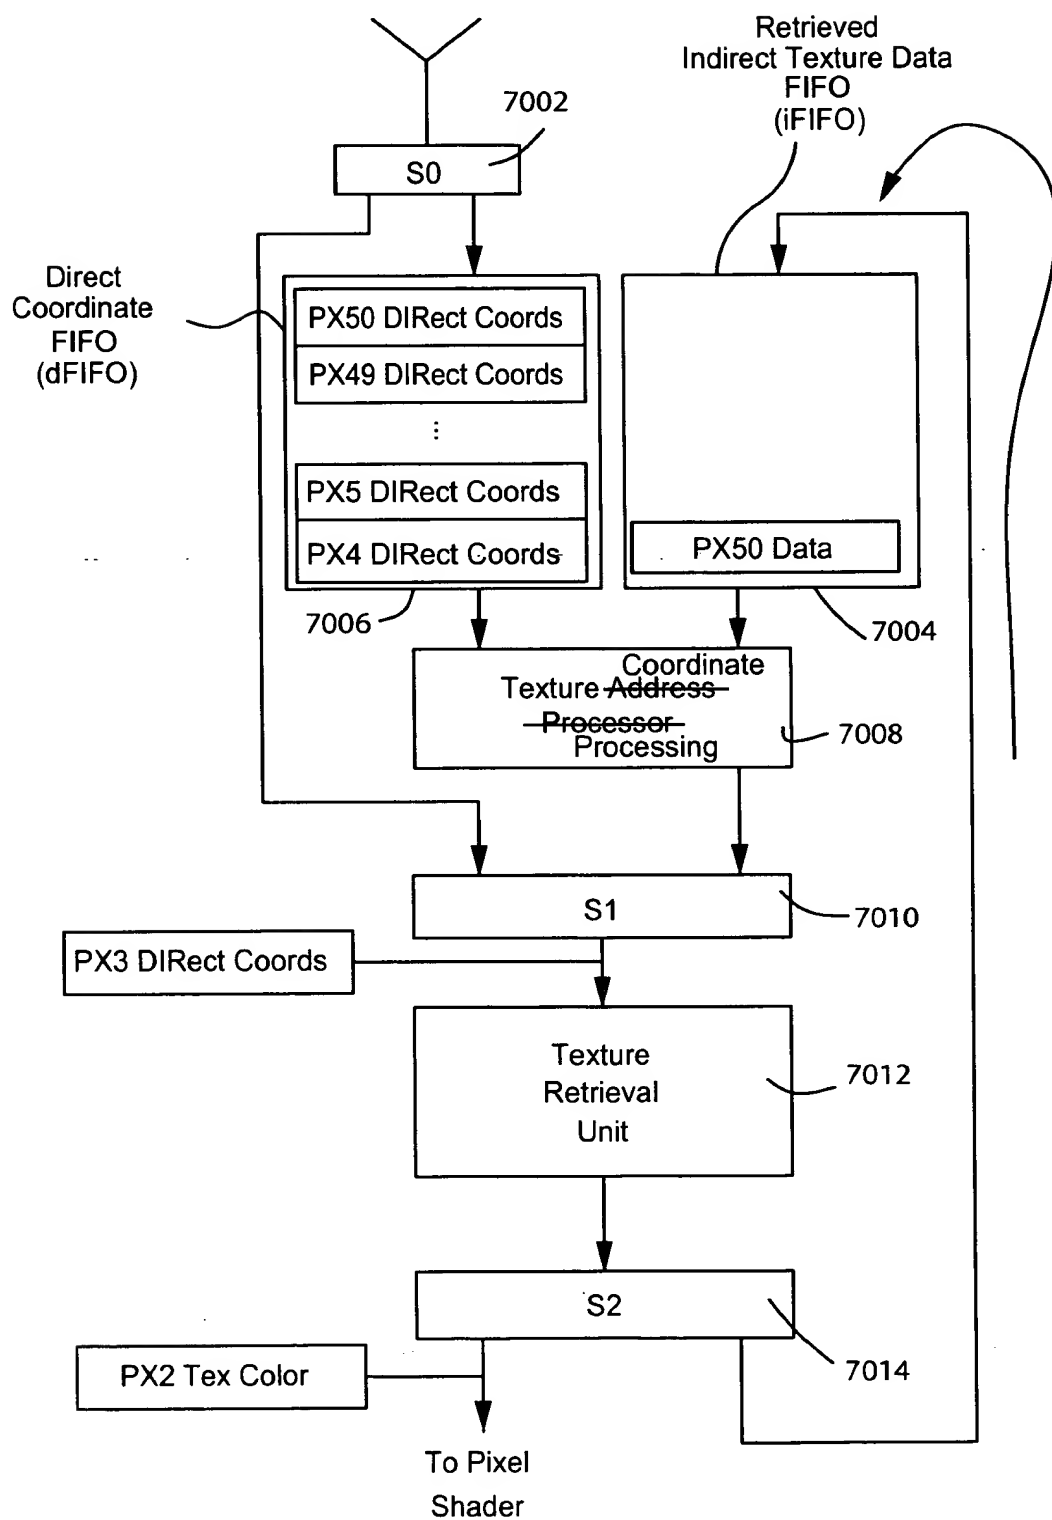 Retrieved
Indirect Texture Data
FIFO
(iFIFO)
7002
S0
Direct
Coordinate
FIFO
(dFIFO)
PX50 DIRect Coords
PX49 DIRect Coords
⋮
PX5 DIRect Coords
PX4 DIRect Coords
PX50 Data
7006
7004
Coordinate
Texture Address
Processor
Processing
7008
S1
7010
PX3 DIRect Coords
Texture
Retrieval
Unit
7012
S2
7014
PX2 Tex Color
To Pixel
Shader